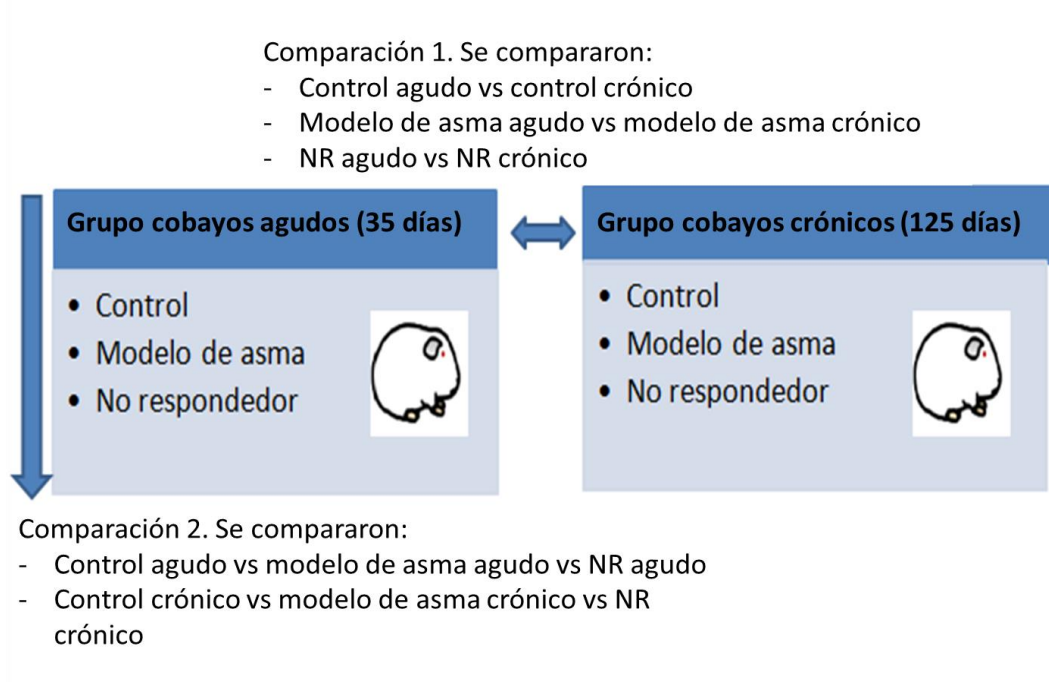 Comparación 1. Se compararon:
- Control agudo vs control crónico
- Modelo de asma agudo vs modelo de asma crónico
- NR agudo vs NR crónico
Grupo cobayos agudos (35 días)
• Control
• Modelo de asma
• No respondedor
Grupo cobayos crónicos (125 días)
• Control
• Modelo de asma
• No respondedor
Comparación 2. Se compararon:
- Control agudo vs modelo de asma agudo vs NR agudo
- Control crónico vs modelo de asma crónico vs NR
crónico